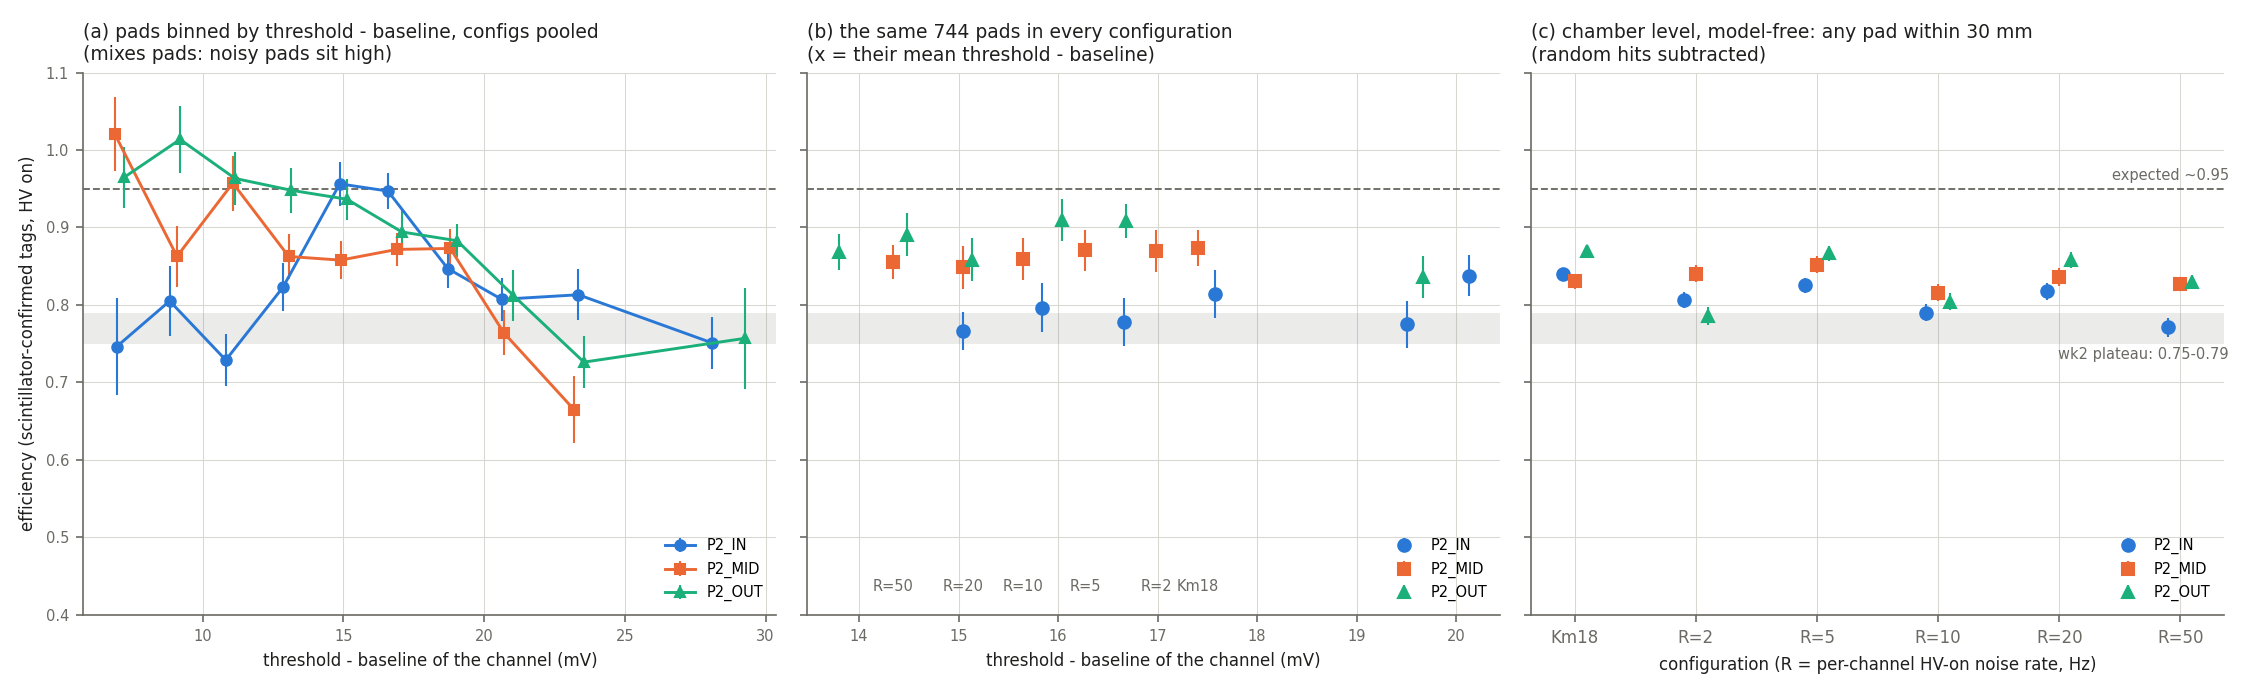 (a) pads binned by threshold - baseline, configs pooled
(mixes pads: noisy pads sit high)
(b) the same 744 pads in every configuration
(x = their mean threshold - baseline)
(c) chamber level, model-free: any pad within 30 mm
(random hits subtracted)
efficiency (scintillator-confirmed tags, HV on)
1.1
1.0
0.9
0.8
0.7
0.6
0.5
0.4
P2_IN
P2_MID
P2_OUT
10
15
20
25
30
threshold - baseline of the channel (mV)
R=50
R=20
R=10
R=5
R=2
Km18
P2_IN
P2_MID
P2_OUT
14
15
16
17
18
19
20
threshold - baseline of the channel (mV)
expected ~0.95
wk2 plateau: 0.75-0.79
P2_IN
P2_MID
P2_OUT
Km18
R=2
R=5
R=10
R=20
R=50
configuration (R = per-channel HV-on noise rate, Hz)